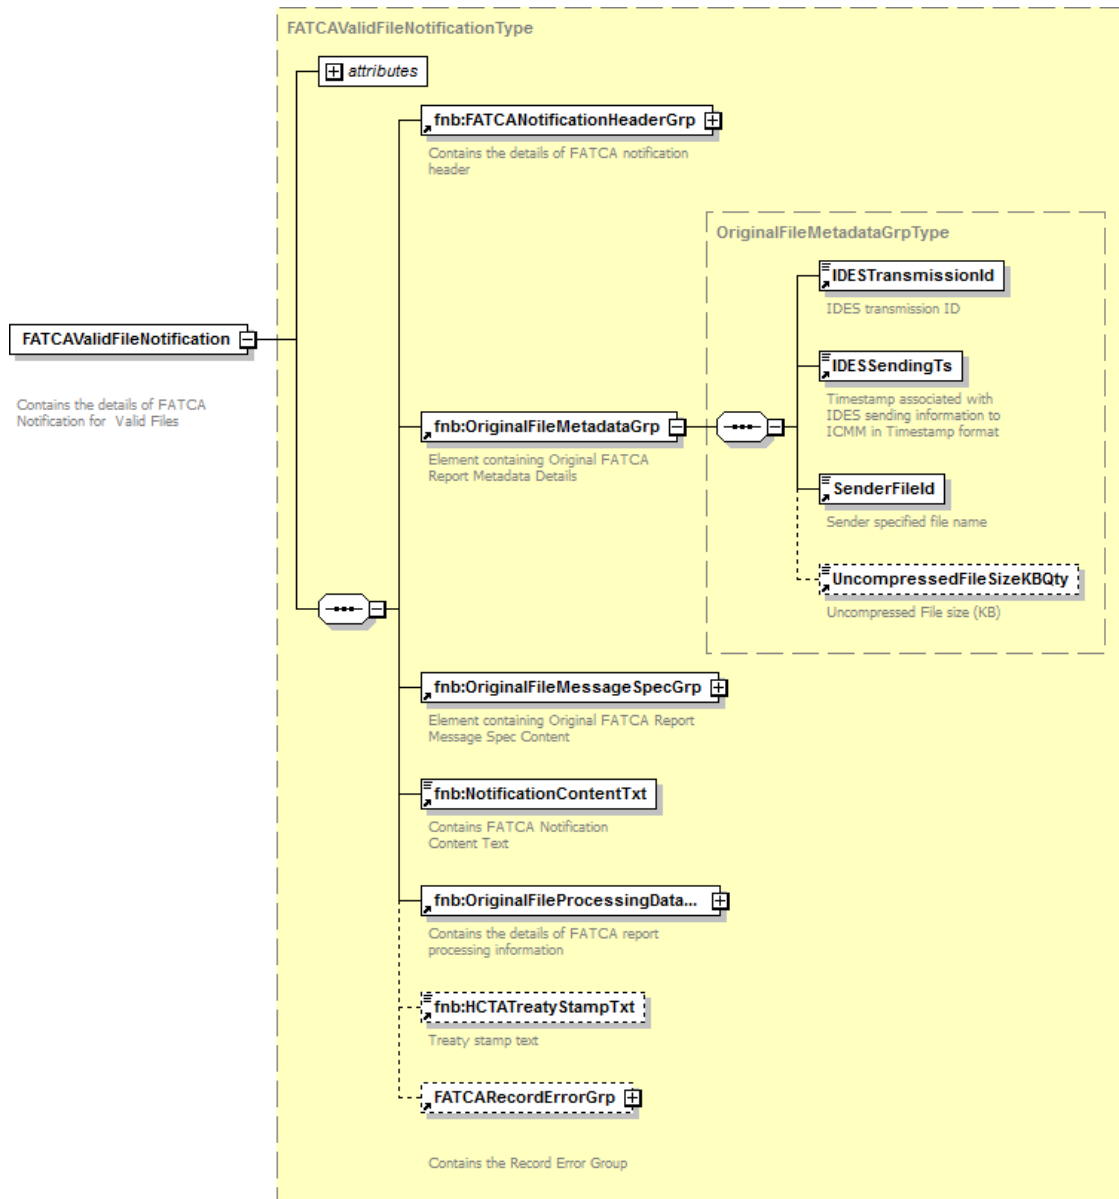 FATCAValidFileNotificationType
attributes
fnb:FATCANotificationHeaderGrp
Contains the details of FATCA notification
header
OriginalFileMetadataGrpType
IDESTransmissionId
IDES transmission ID
FATCAValidFileNotification
Contains the details of FATCA
Notification for Valid Files
IDESSendingTs
Timestamp associated with
IDES sending information to
ICMM in Timestamp format
fnb:OriginalFileMetadataGrp
Element containing Original FATCA
Report Metadata Details
SenderFileId
Sender specified file name
UncompressedFileSizeKBQty
Uncompressed File size (KB)
fnb:OriginalFileMessageSpecGrp
Element containing Original FATCA Report
Message Spec Content
fnb:NotificationContentTxt
Contains FATCA Notification
Content Text
fnb:OriginalFileProcessingData...
Contains the details of FATCA report
processing information
fnb:HCTATreatyStampTxt
Treaty stamp text
FATCARecordErrorGrp
Contains the Record Error Group